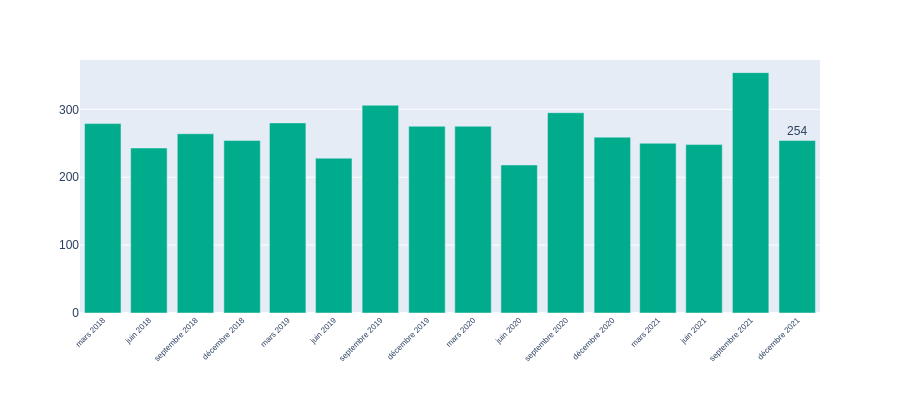 300
200
100
0
254
mars 2018
juin 2018
septembre 2018
décembre 2018
mars 2019
juin 2019
septembre 2019
décembre 2019
mars 2020
juin 2020
septembre 2020
décembre 2020
mars 2021
juin 2021
septembre 2021
décembre 2021